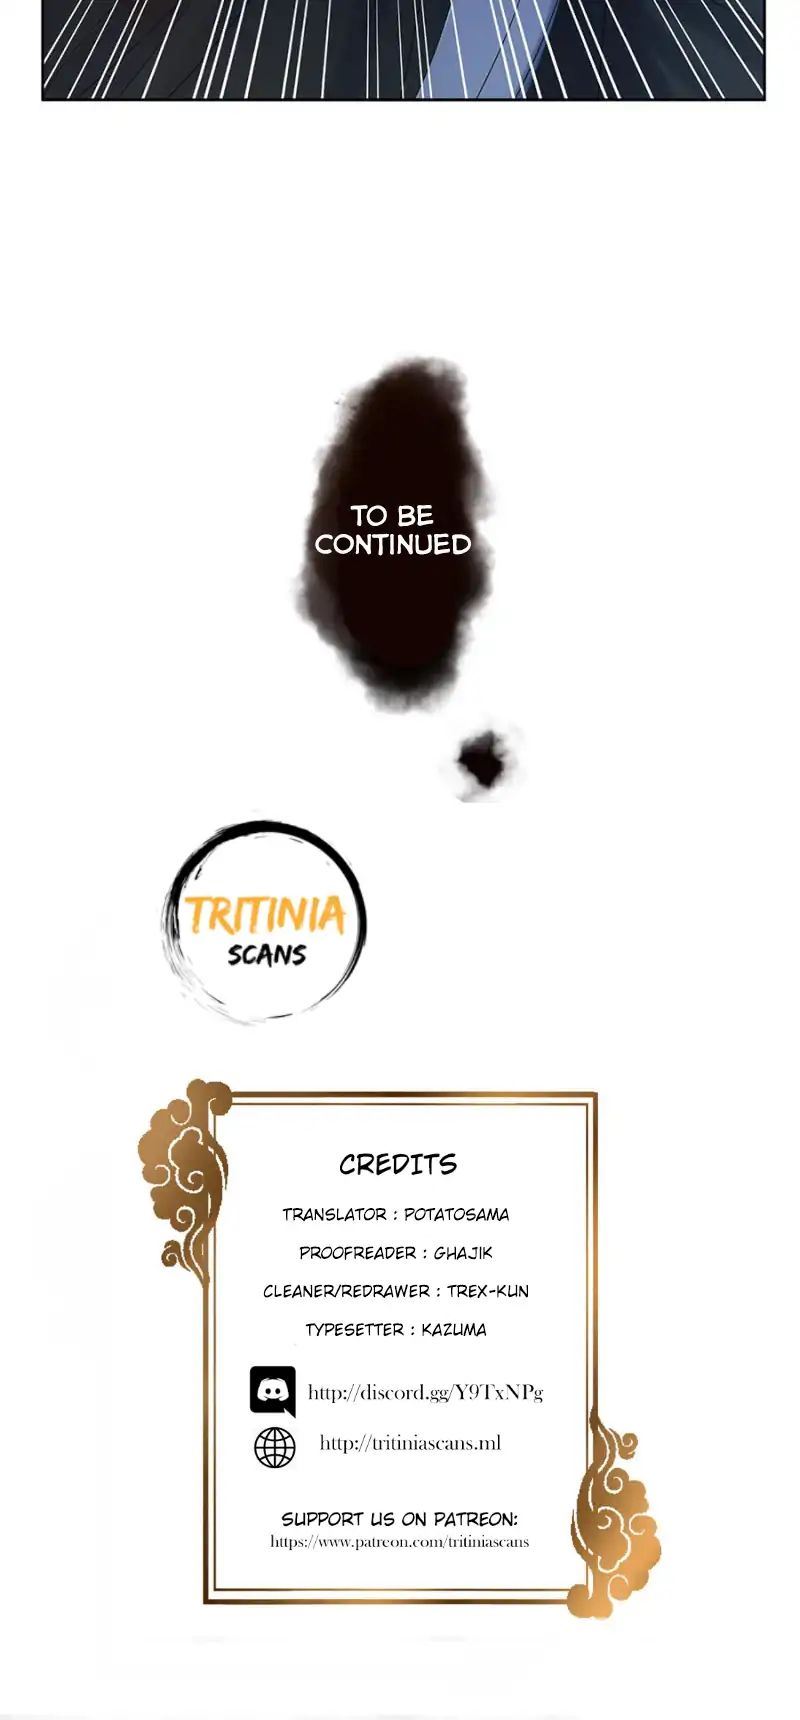 TO BE
CONTINUED
TRITINIA
SCANS
CREDITS
TRANSLATOR : POTATOSAMA
PROOFREADER : GHAJIK
CLEANER/REDRAWER : TREX-KUN
TYPESETTER : KAZUMA
http://discord.gg/Y9TxNPg
http://tritiniascans.ml
SUPPORT US ON PATREON:
https://www.patreon.com/tritiniascans